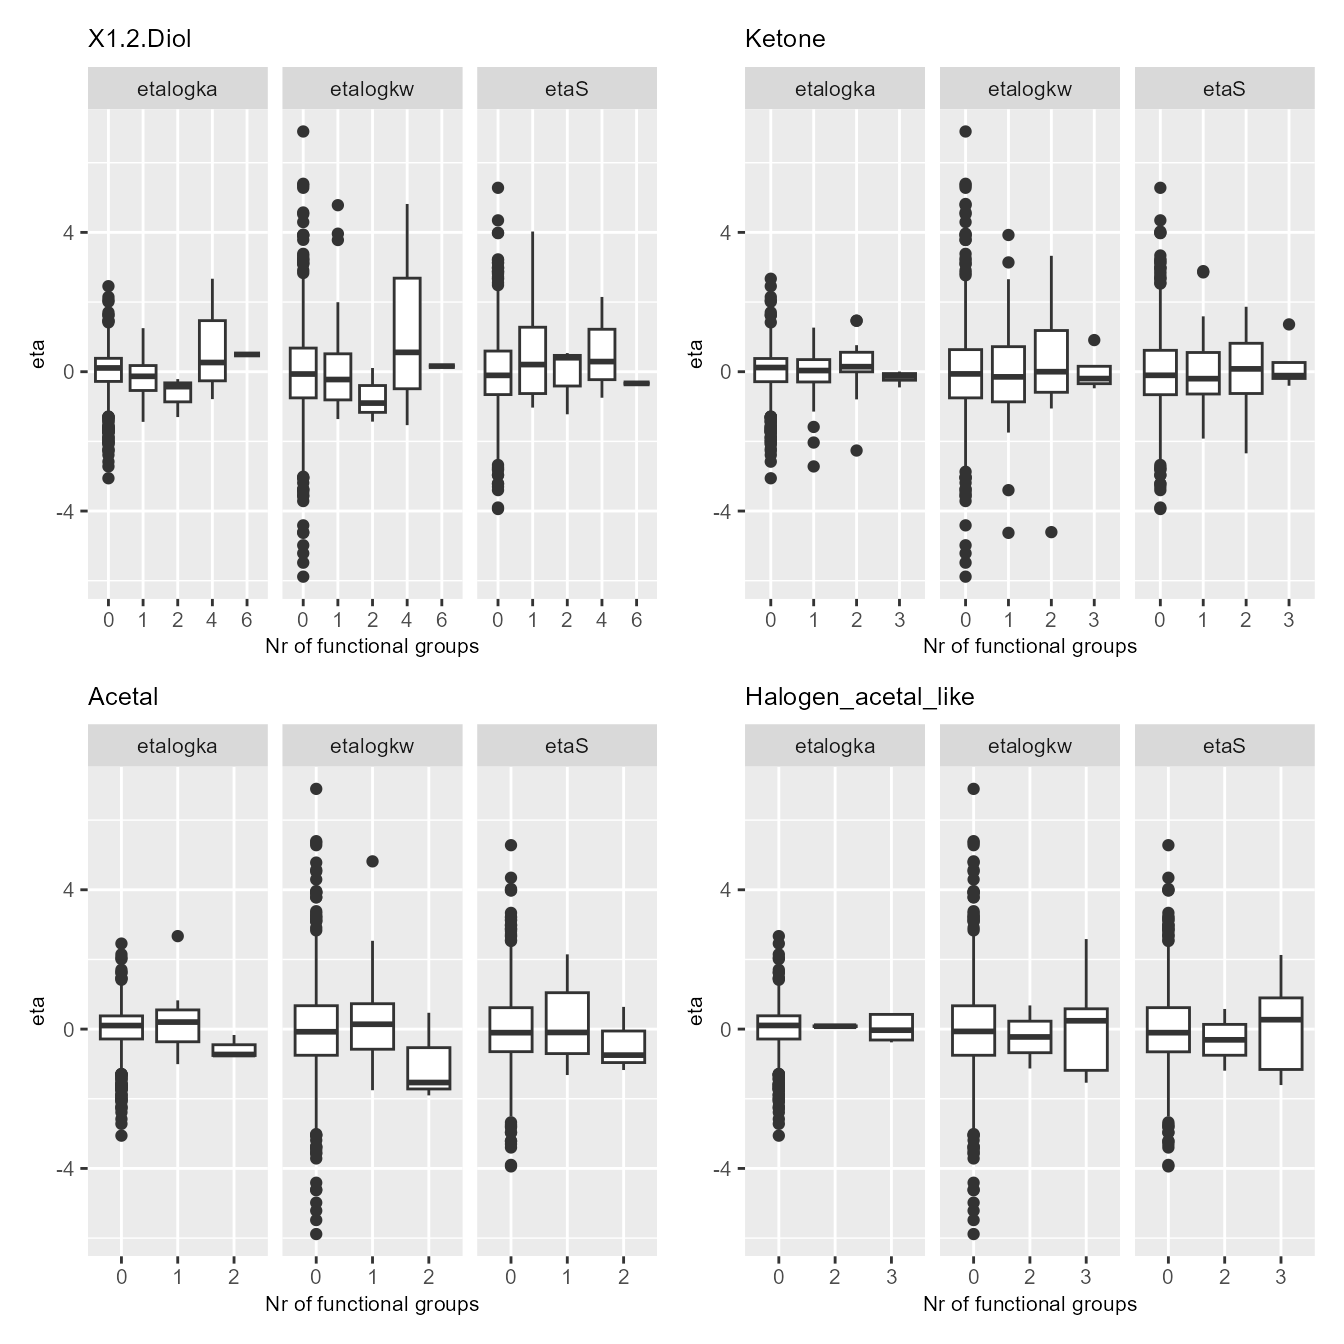 X1.2.Diol
etalogka etalogkw etaS
eta
4
0
-4
0 1 2 4 6 0 1 2 4 6 0 1 2 4 6
Nr of functional groups
Ketone
etalogka etalogkw etaS
eta
4
0
-4
0 1 2 3 0 1 2 3 0 1 2 3
Nr of functional groups
Acetal
etalogka etalogkw etaS
eta
4
0
-4
0 1 2 0 1 2 0 1 2
Nr of functional groups
Halogen_acetal_like
etalogka etalogkw etaS
eta
4
0
-4
0 2 3 0 2 3 0 2 3
Nr of functional groups